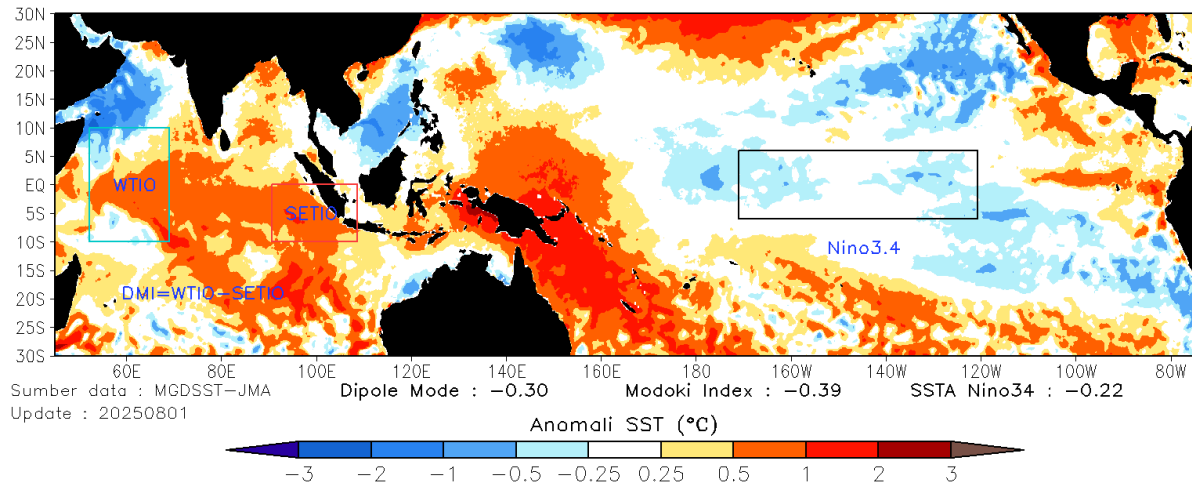 30N
25N
20N
15N
10N
5N
EQ
5S
10S
15S
20S
25S
30S
WTIO
SETIO
Nino3.4
DMI=WTIO-SETIO
60E 80E 100E 120E 140E 160E 180 160W 140W 120W 100W 80W
Sumber data : MGDSST-JMA Dipole Mode : -0.30 Modoki Index : -0.39 SSTA Nino34 : -0.22
Update : 20250801
Anomali SST (°C)
-3 -2 -1 -0.5 -0.25 0.25 0.5 1 2 3